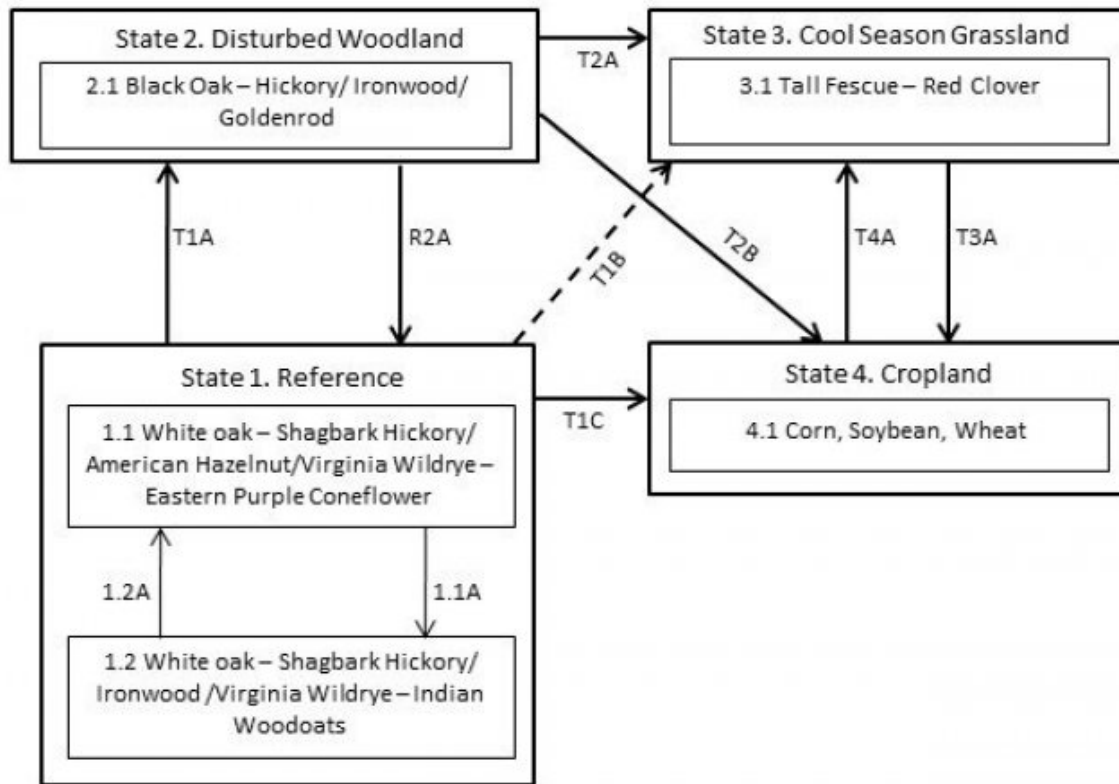 State 2. Disturbed Woodland
2.1 Black Oak – Hickory/ Ironwood/
Goldenrod
T2A
State 3. Cool Season Grassland
3.1 Tall Fescue – Red Clover
T1A
R2A
T1B
T2B
T4A
T3A
State 1. Reference
1.1 White oak – Shagbark Hickory/
American Hazelnut/Virginia Wildrye –
Eastern Purple Coneflower
1.2A
1.1A
1.2 White oak – Shagbark Hickory/
Ironwood /Virginia Wildrye – Indian
Woodoats
T1C
State 4. Cropland
4.1 Corn, Soybean, Wheat